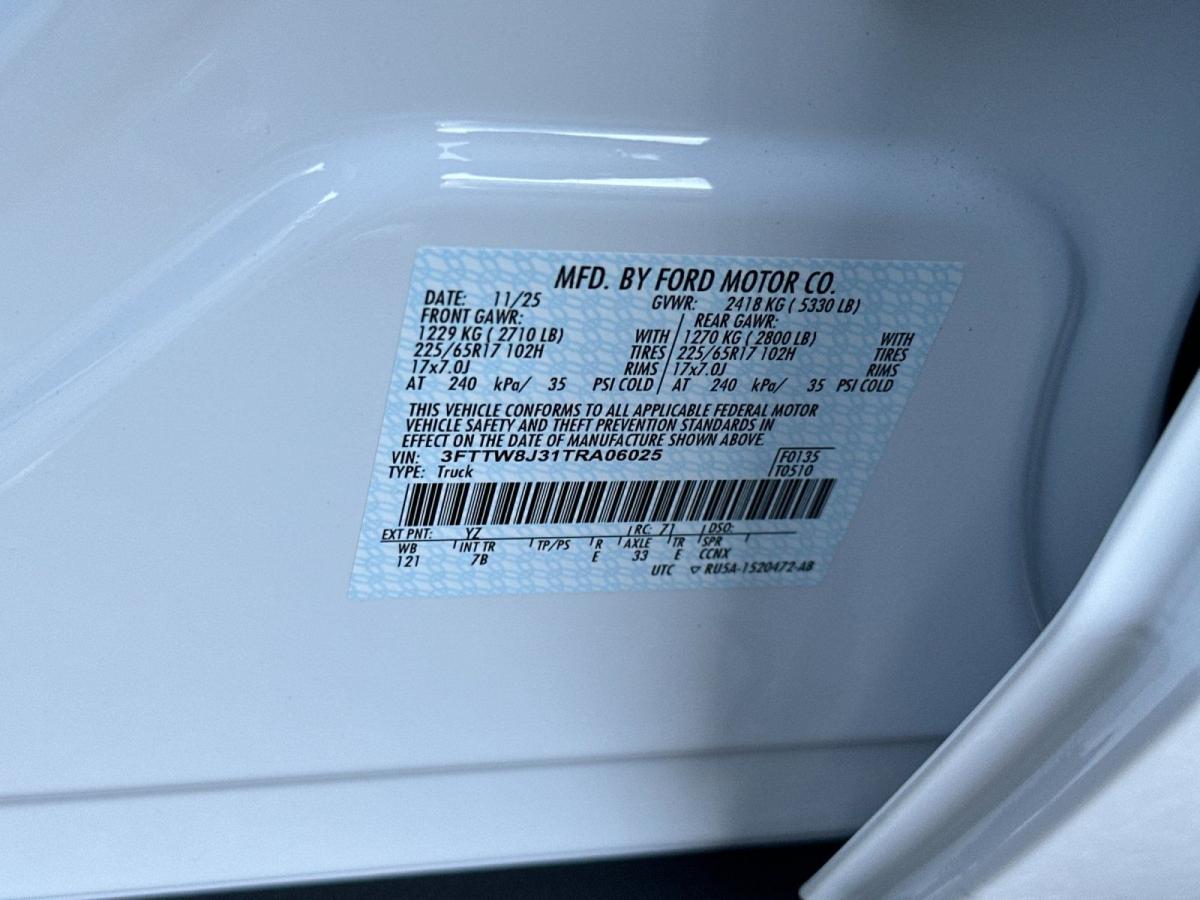 MFD. BY FORD MOTOR CO.
DATE: 11/25 GVWR: 2418 KG ( 5330 LB)
FRONT GAWR: REAR GAWR:
1229 KG ( 2710 LB) WITH 1270 KG ( 2800 LB) WITH
225/65R17 102H TIRES 225/65R17 102H TIRES
17x7.0J RIMS 17x7.0J RIMS
AT 240 kPa/ 35 PSI COLD AT 240 kPa/ 35 PSI COLD
THIS VEHICLE CONFORMS TO ALL APPLICABLE FEDERAL MOTOR
VEHICLE SAFETY AND THEFT PREVENTION STANDARDS IN
EFFECT ON THE DATE OF MANUFACTURE SHOWN ABOVE.
VIN: 3FTTW8J31TRA06025 F0135
TYPE: Truck T0510
EXT PNT: YZ RC: 71 DSO:
WB INT TR TP/PS R AXLE TR SPR
121 7B E 33 E CCNX
UTC ▽ RU5A-1520472-AB